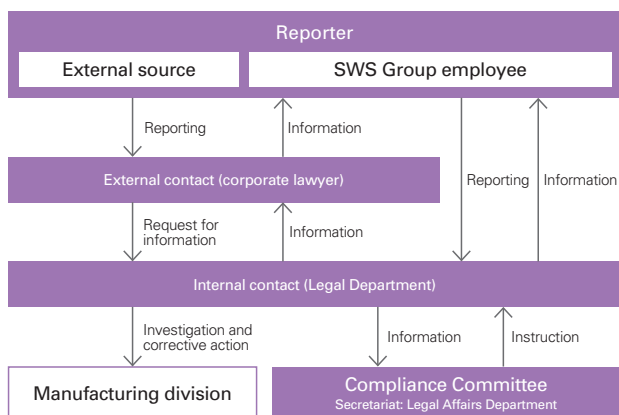 Reporter
External source
SWS Group employee
Reporting
Information
External contact (corporate lawyer)
Reporting
Information
Request for
information
Information
Internal contact (Legal Department)
Investigation and
corrective action
Information
Instruction
Manufacturing division
Compliance Committee
Secretariat: Legal Affairs Department